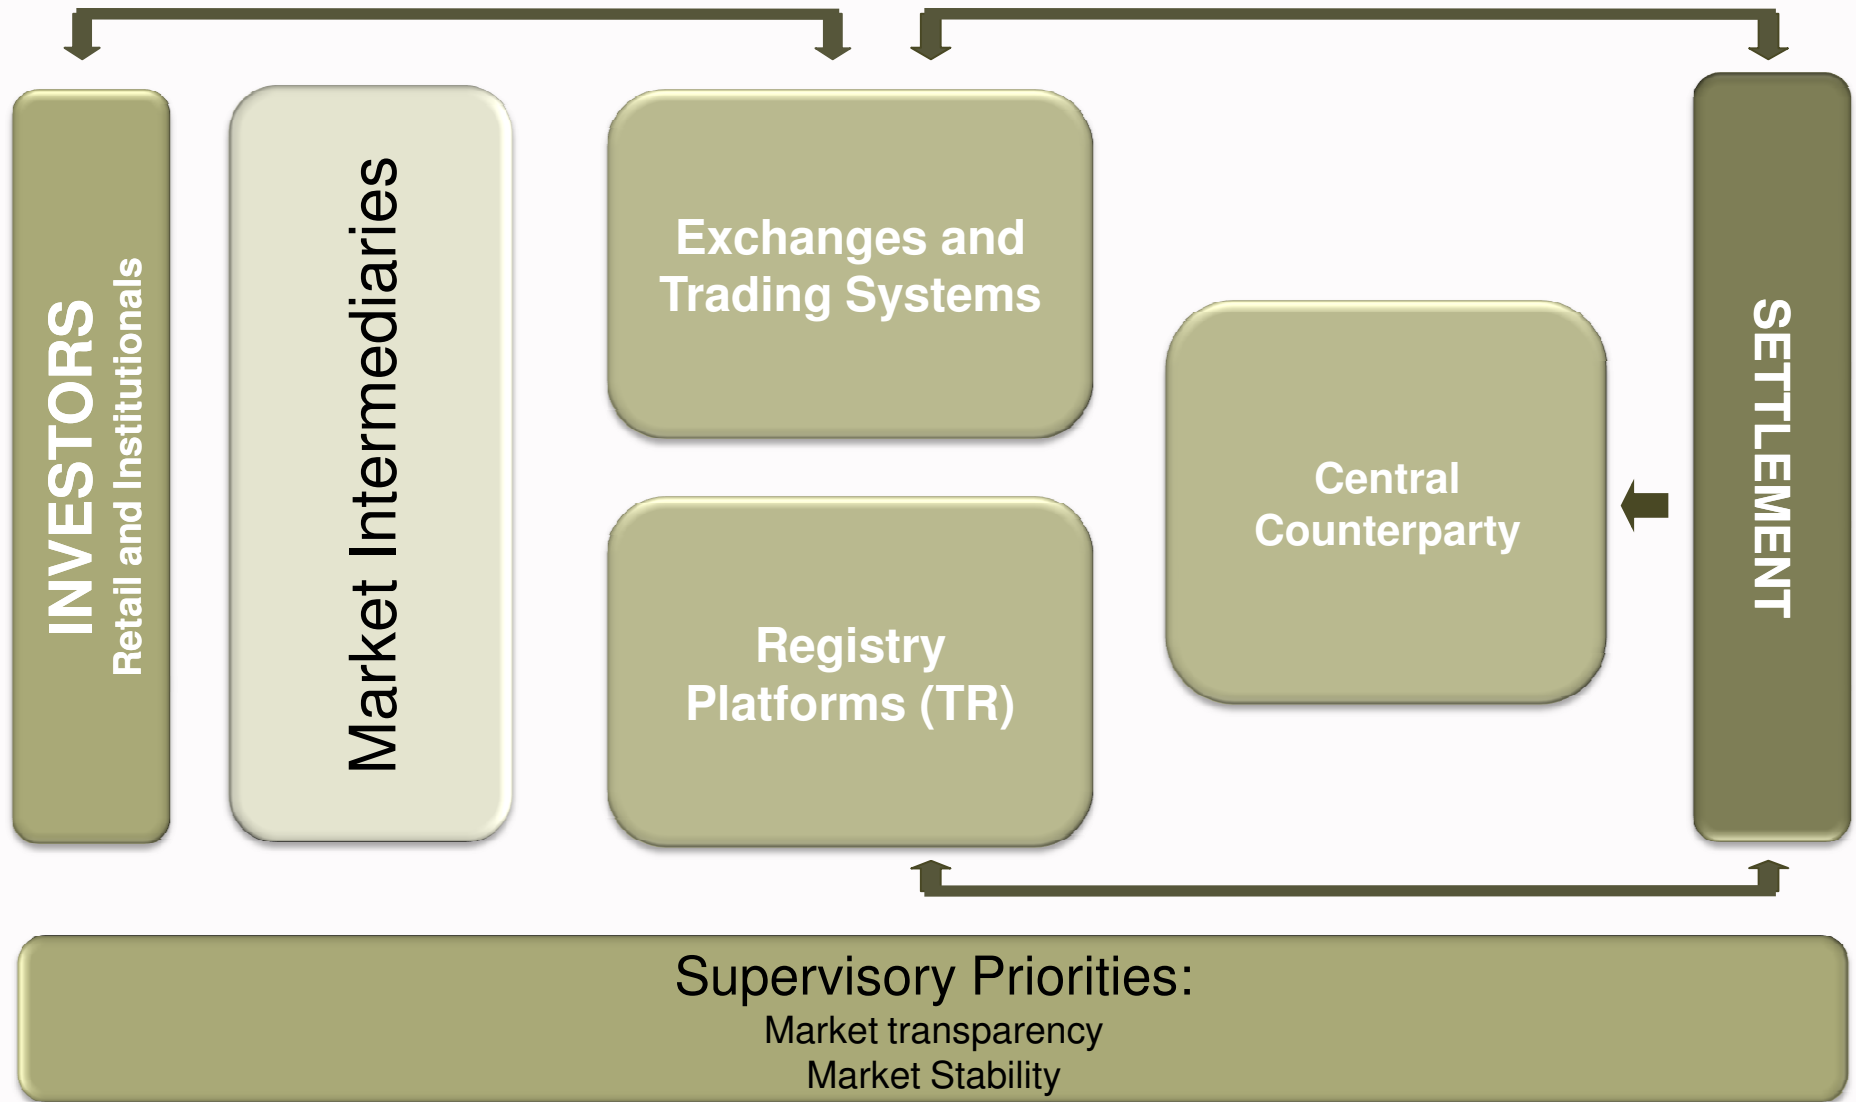 INVESTORS
Retail and Institutionals
Market Intermediaries
Exchanges and
Trading Systems
Registry
Platforms (TR)
Central
Counterparty
SETTLEMENT
Supervisory Priorities:
Market transparency
Market Stability